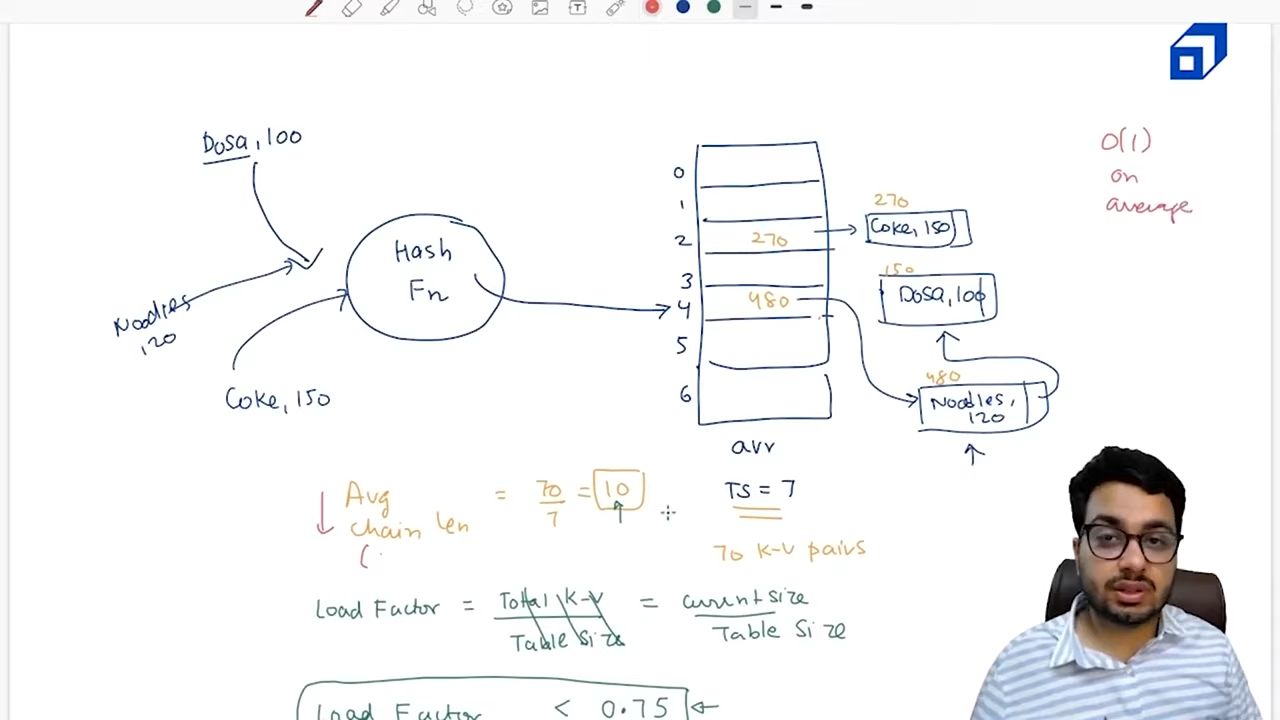 Dosa, 100
Noodles
,120
Coke, 150
Hash
Fn
0
1
2
3
4
5
6
270
480
arr
270
Coke, 150
150
Dosa, 100
480
Noodles,
120
O(1)
on
average
Avg
chain len
(
= 70/7 = 10
TS = 7
70 K-V pairs
Load Factor = Total K-V / Table Size = current size / Table Size
Load Factor < 0.75